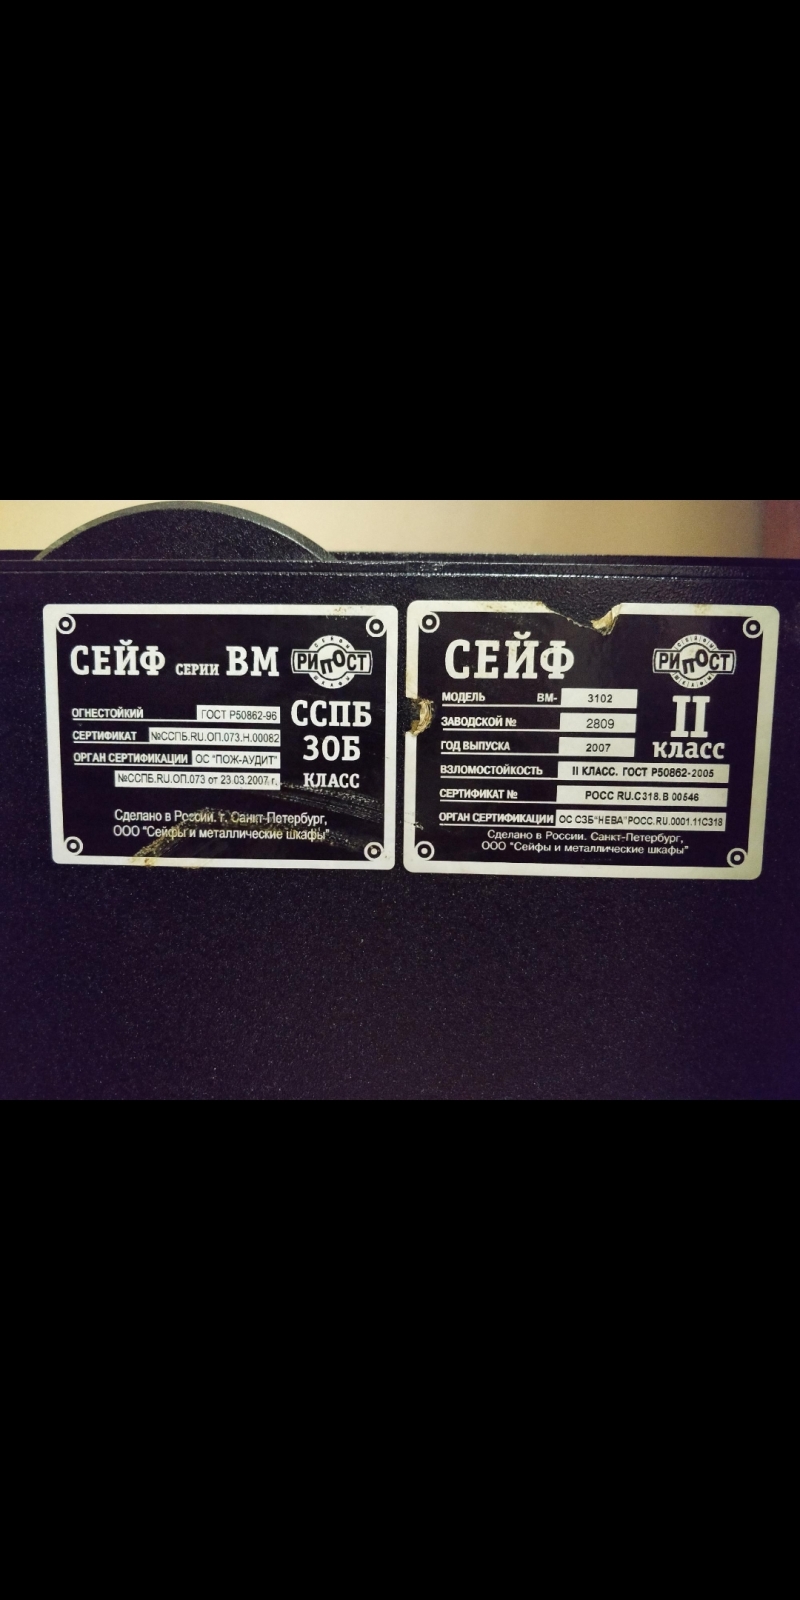 СЕЙФ СЕРИИ ВМ
РИПОСТ
ОГНЕСТОЙКИЙ ГОСТ Р50862-96
СЕРТИФИКАТ №ССПБ.RU.ОП.073.Н.00082
ОРГАН СЕРТИФИКАЦИИ ОС "ПОЖ-АУДИТ"
№ССПБ.RU.ОП.073 от 23.03.2007 г.
ССПБ
30Б
КЛАСС
Сделано в России. г. Санкт-Петербург,
ООО "Сейфы и металлические шкафы"
СЕЙФ
РИПОСТ
МОДЕЛЬ ВМ- 3102
ЗАВОДСКОЙ № 2809
ГОД ВЫПУСКА 2007
II
класс
ВЗЛОМОСТОЙКОСТЬ II КЛАСС. ГОСТ Р50862-2005
СЕРТИФИКАТ № РОСС RU.С318.В 00546
ОРГАН СЕРТИФИКАЦИИ ОС СЗБ"НЕВА"РОСС.RU.0001.11С318
Сделано в России. Санкт-Петербург,
ООО "Сейфы и металлические шкафы"